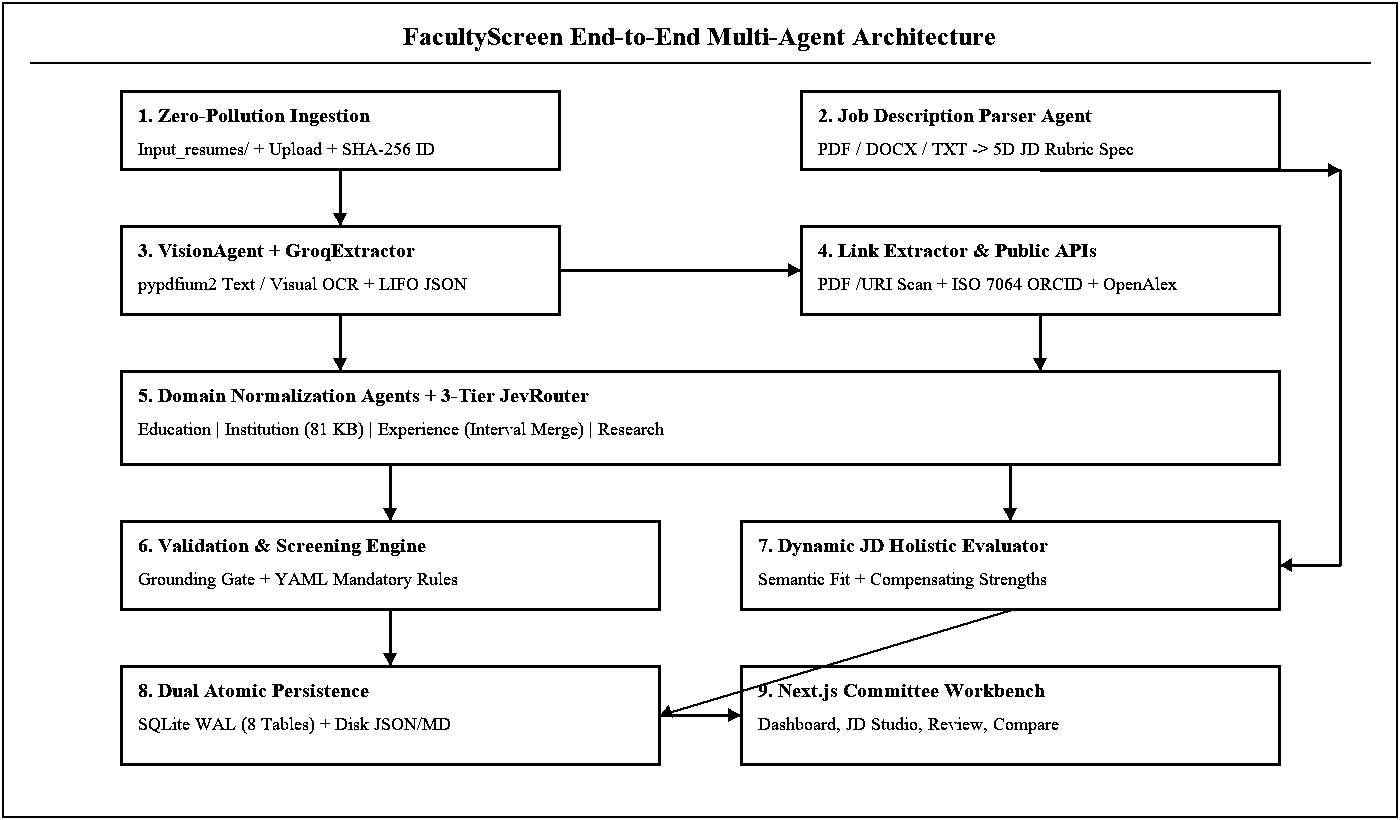 FacultyScreen End-to-End Multi-Agent Architecture
1. Zero-Pollution Ingestion
Input_resumes/ + Upload + SHA-256 ID
2. Job Description Parser Agent
PDF / DOCX / TXT -> 5D JD Rubric Spec
3. VisionAgent + GroqExtractor
pypdfium2 Text / Visual OCR + LIFO JSON
4. Link Extractor & Public APIs
PDF /URI Scan + ISO 7064 ORCID + OpenAlex
5. Domain Normalization Agents + 3-Tier JevRouter
Education | Institution (81 KB) | Experience (Interval Merge) | Research
6. Validation & Screening Engine
Grounding Gate + YAML Mandatory Rules
7. Dynamic JD Holistic Evaluator
Semantic Fit + Compensating Strengths
8. Dual Atomic Persistence
SQLite WAL (8 Tables) + Disk JSON/MD
9. Next.js Committee Workbench
Dashboard, JD Studio, Review, Compare